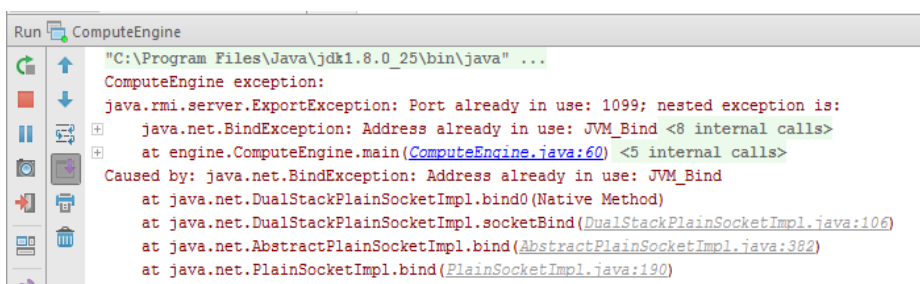 Run ComputeEngine
"C:\Program Files\Java\jdk1.8.0_25\bin\java" ...
ComputeEngine exception:
java.rmi.server.ExportException: Port already in use: 1099; nested exception is:
java.net.BindException: Address already in use: JVM_Bind <8 internal calls>
at engine.ComputeEngine.main(ComputeEngine.java:60) <5 internal calls>
Caused by: java.net.BindException: Address already in use: JVM_Bind
at java.net.DualStackPlainSocketImpl.bind0(Native Method)
at java.net.DualStackPlainSocketImpl.socketBind(DualStackPlainSocketImpl.java:106)
at java.net.AbstractPlainSocketImpl.bind(AbstractPlainSocketImpl.java:382)
at java.net.PlainSocketImpl.bind(PlainSocketImpl.java:190)